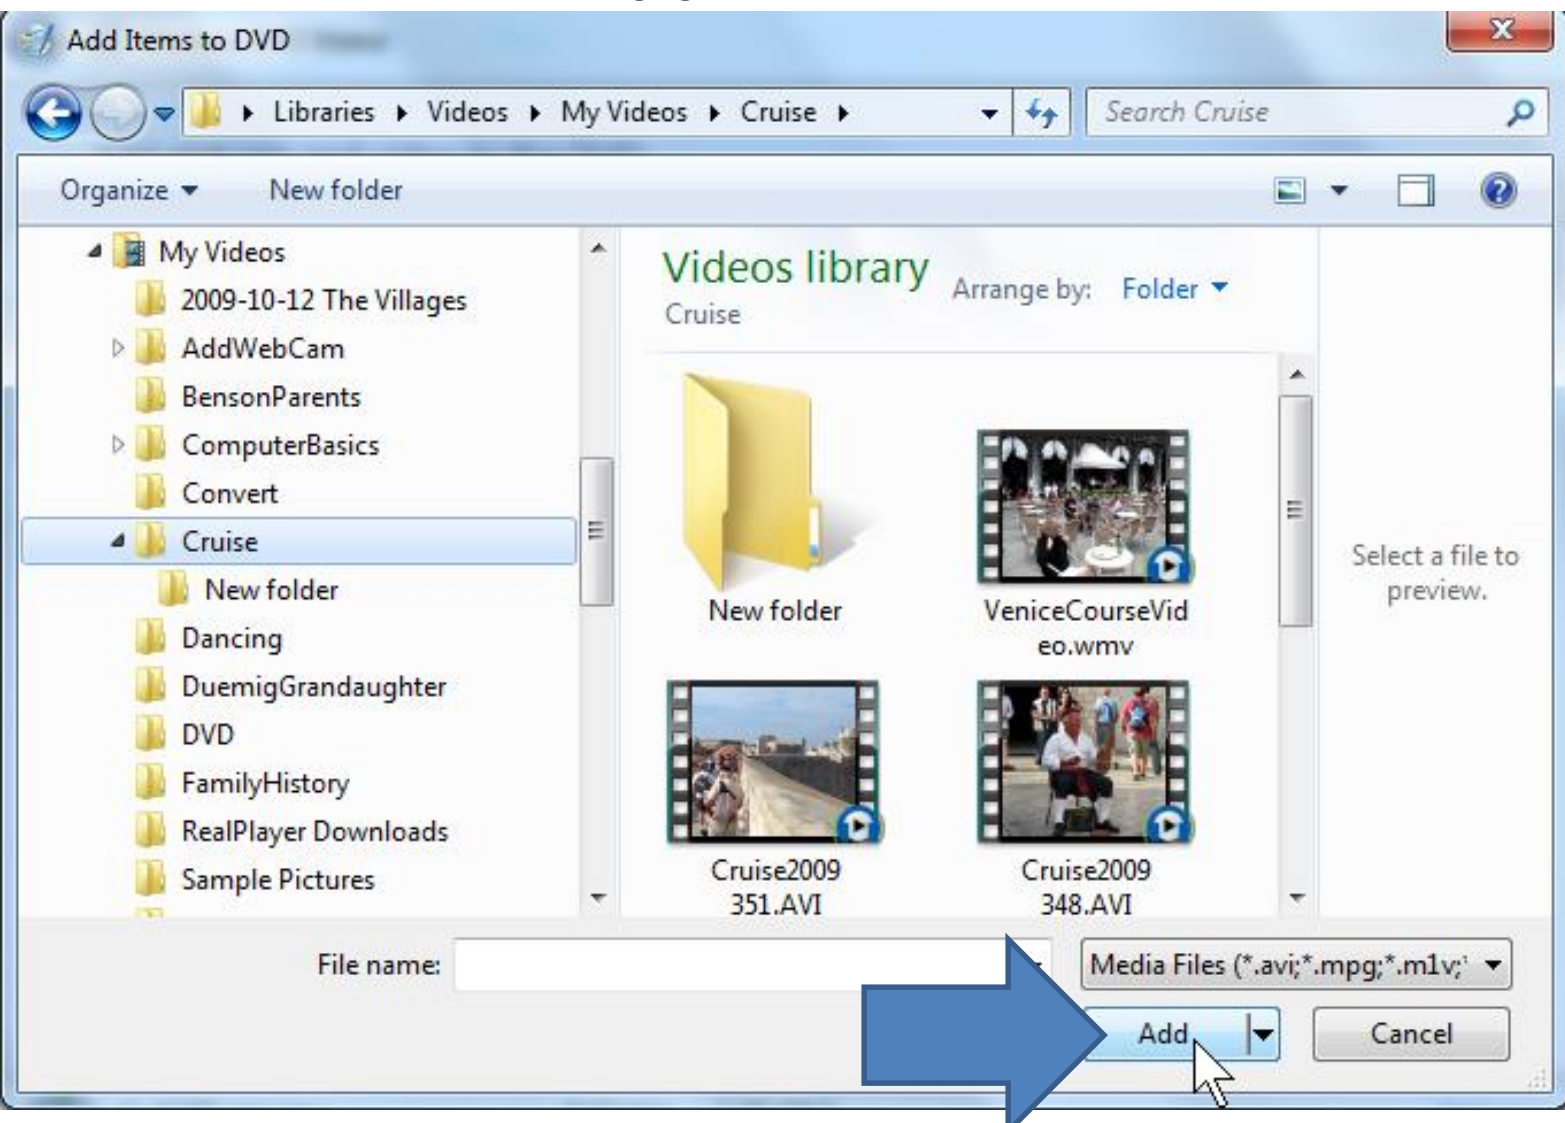 Add Items to DVD
Libraries Videos My Videos Cruise
Search Cruise
Organize New folder
My Videos
2009-10-12 The Villages
AddWebCam
BensonParents
ComputerBasics
Convert
Cruise
New folder
Dancing
DuemigGrandaughter
DVD
FamilyHistory
RealPlayer Downloads
Sample Pictures
Videos library
Cruise
Arrange by: Folder
New folder
VeniceCourseVid
eo.wmv
Cruise2009
351.AVI
Cruise2009
348.AVI
Select a file to
preview.
File name:
Media Files (*.avi;*.mpg;*.m1v;
Add
Cancel